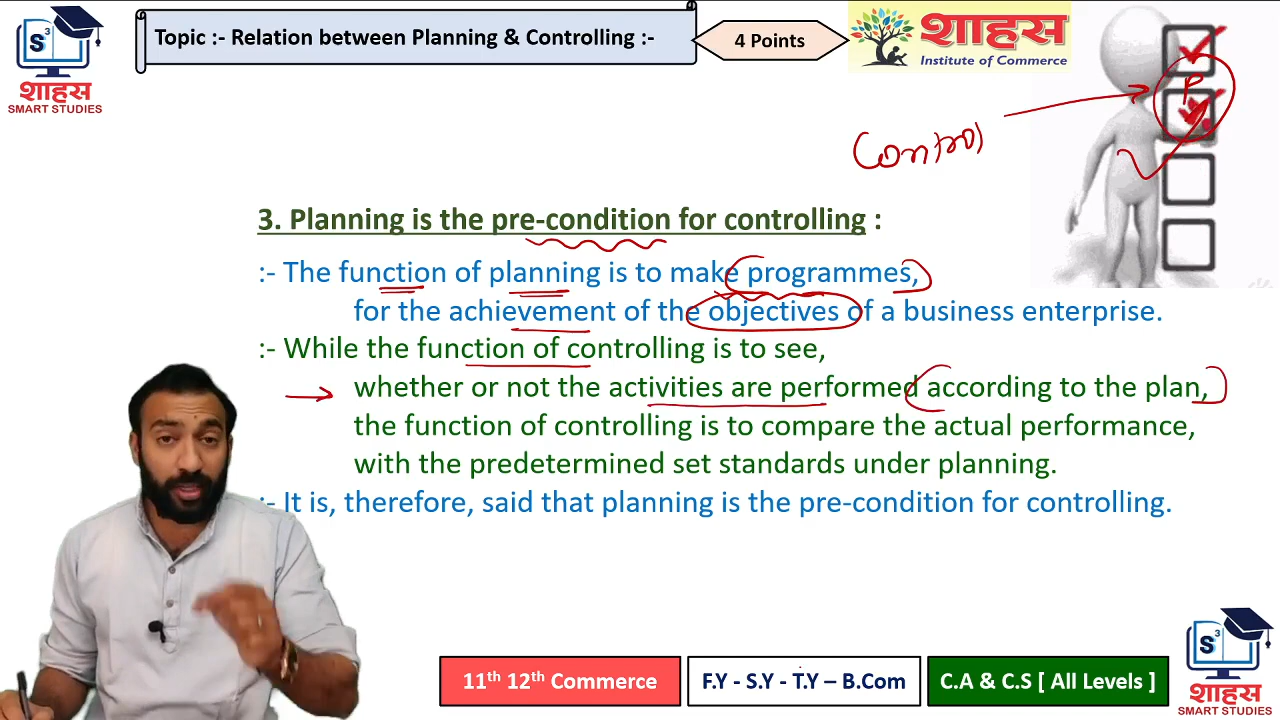 Topic :- Relation between Planning & Controlling :-
4 Points
शाहस
Institute of Commerce
S³
शाहस
SMART STUDIES
P
Control
3. Planning is the pre-condition for controlling :
:- The function of planning is to make programmes,
for the achievement of the objectives of a business enterprise.
:- While the function of controlling is to see,
whether or not the activities are performed according to the plan,
the function of controlling is to compare the actual performance,
with the predetermined set standards under planning.
:- It is, therefore, said that planning is the pre-condition for controlling.
11th 12th Commerce
F.Y - S.Y - T.Y – B.Com
C.A & C.S [ All Levels ]
S³
शाहस
SMART STUDIES